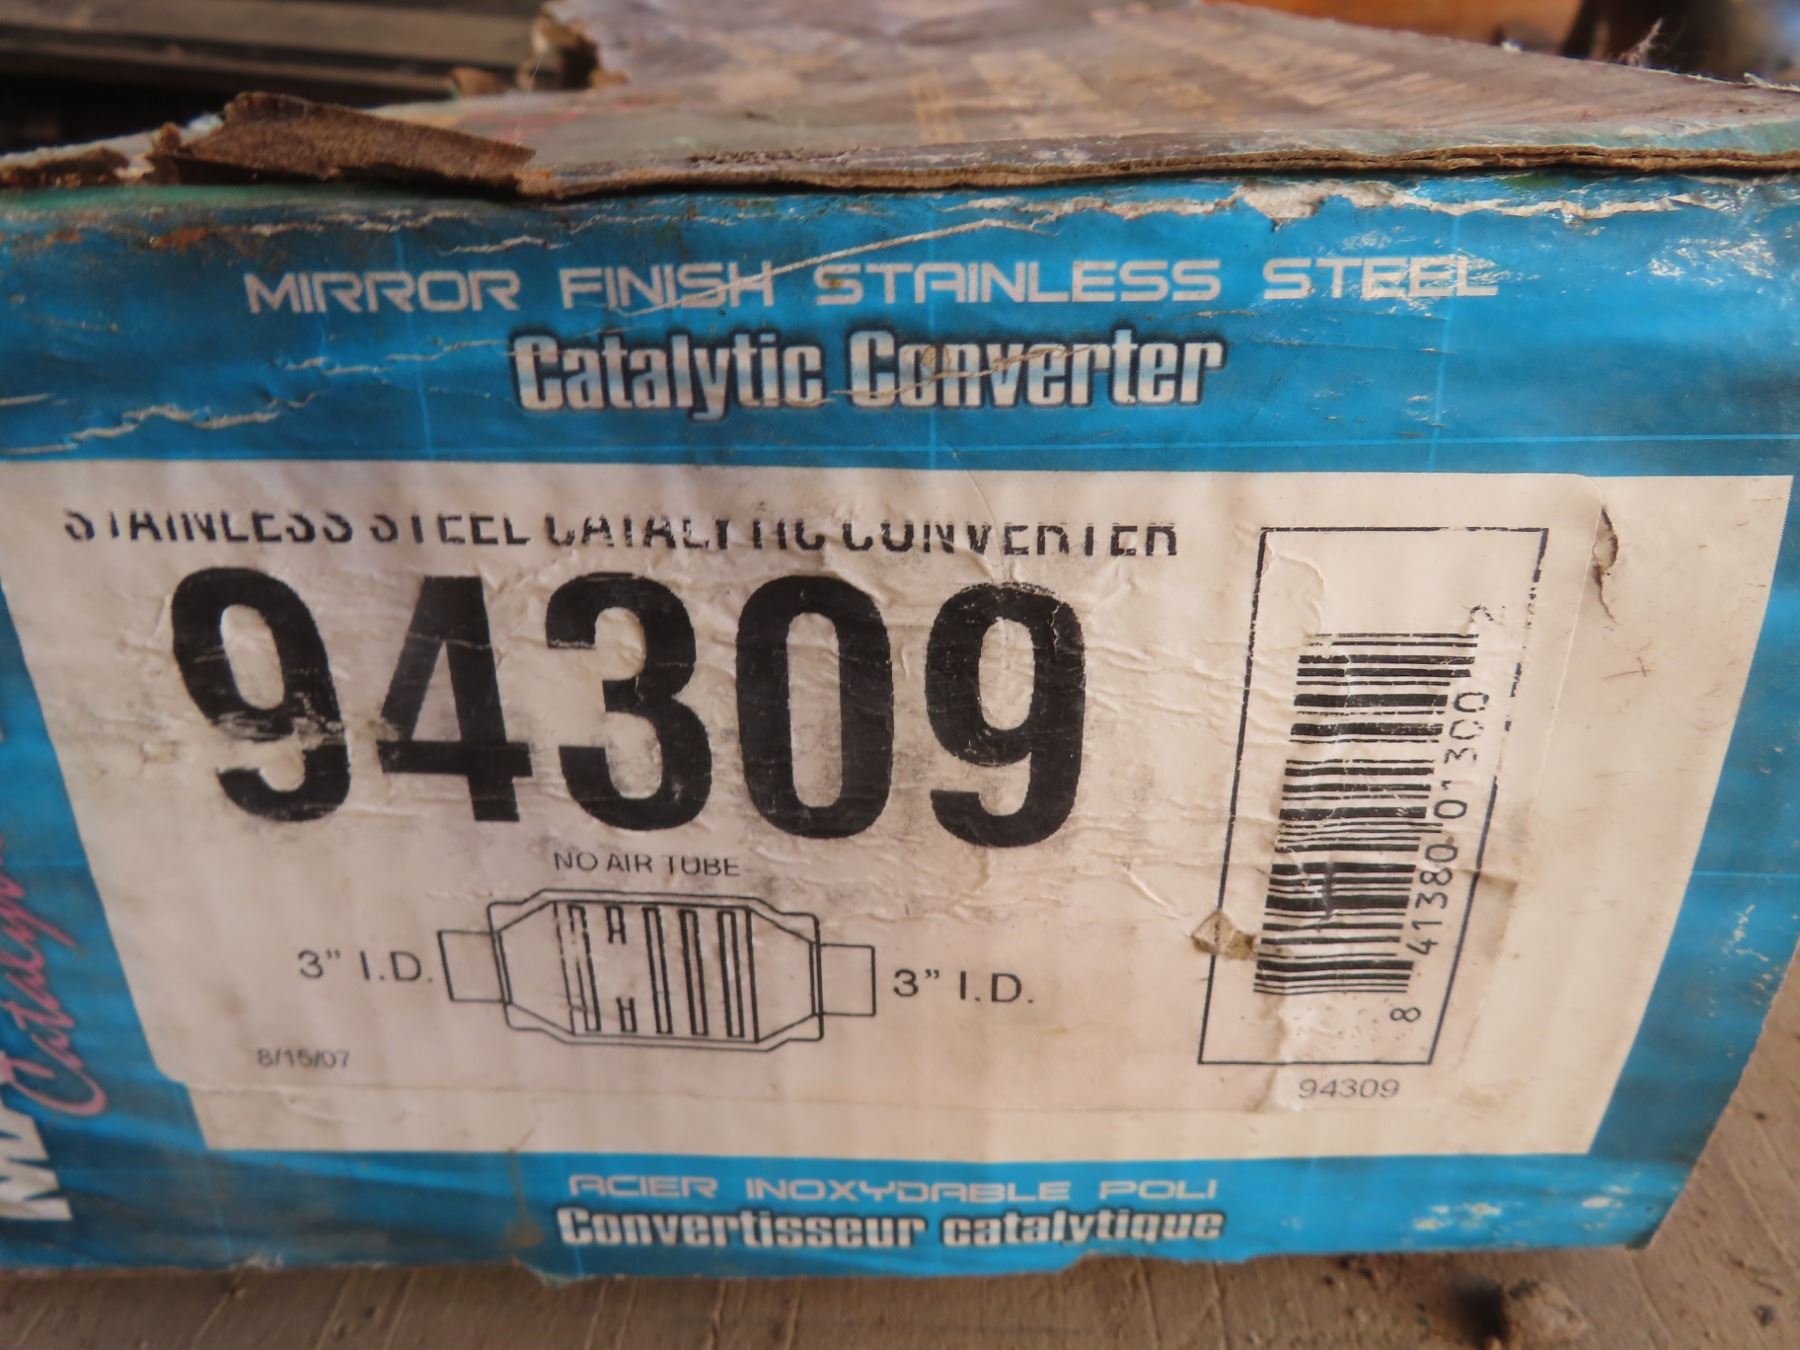 MIRROR FINISH STAINLESS STEEL
Catalytic Converter
STAINLESS STEEL CATALYTIC CONVERTER
94309
NO AIR TUBE
3" I.D.
3" I.D.
8/15/07
8 41380 01300 2
94309
ACIER INOXYDABLE POLI
Convertisseur catalytique